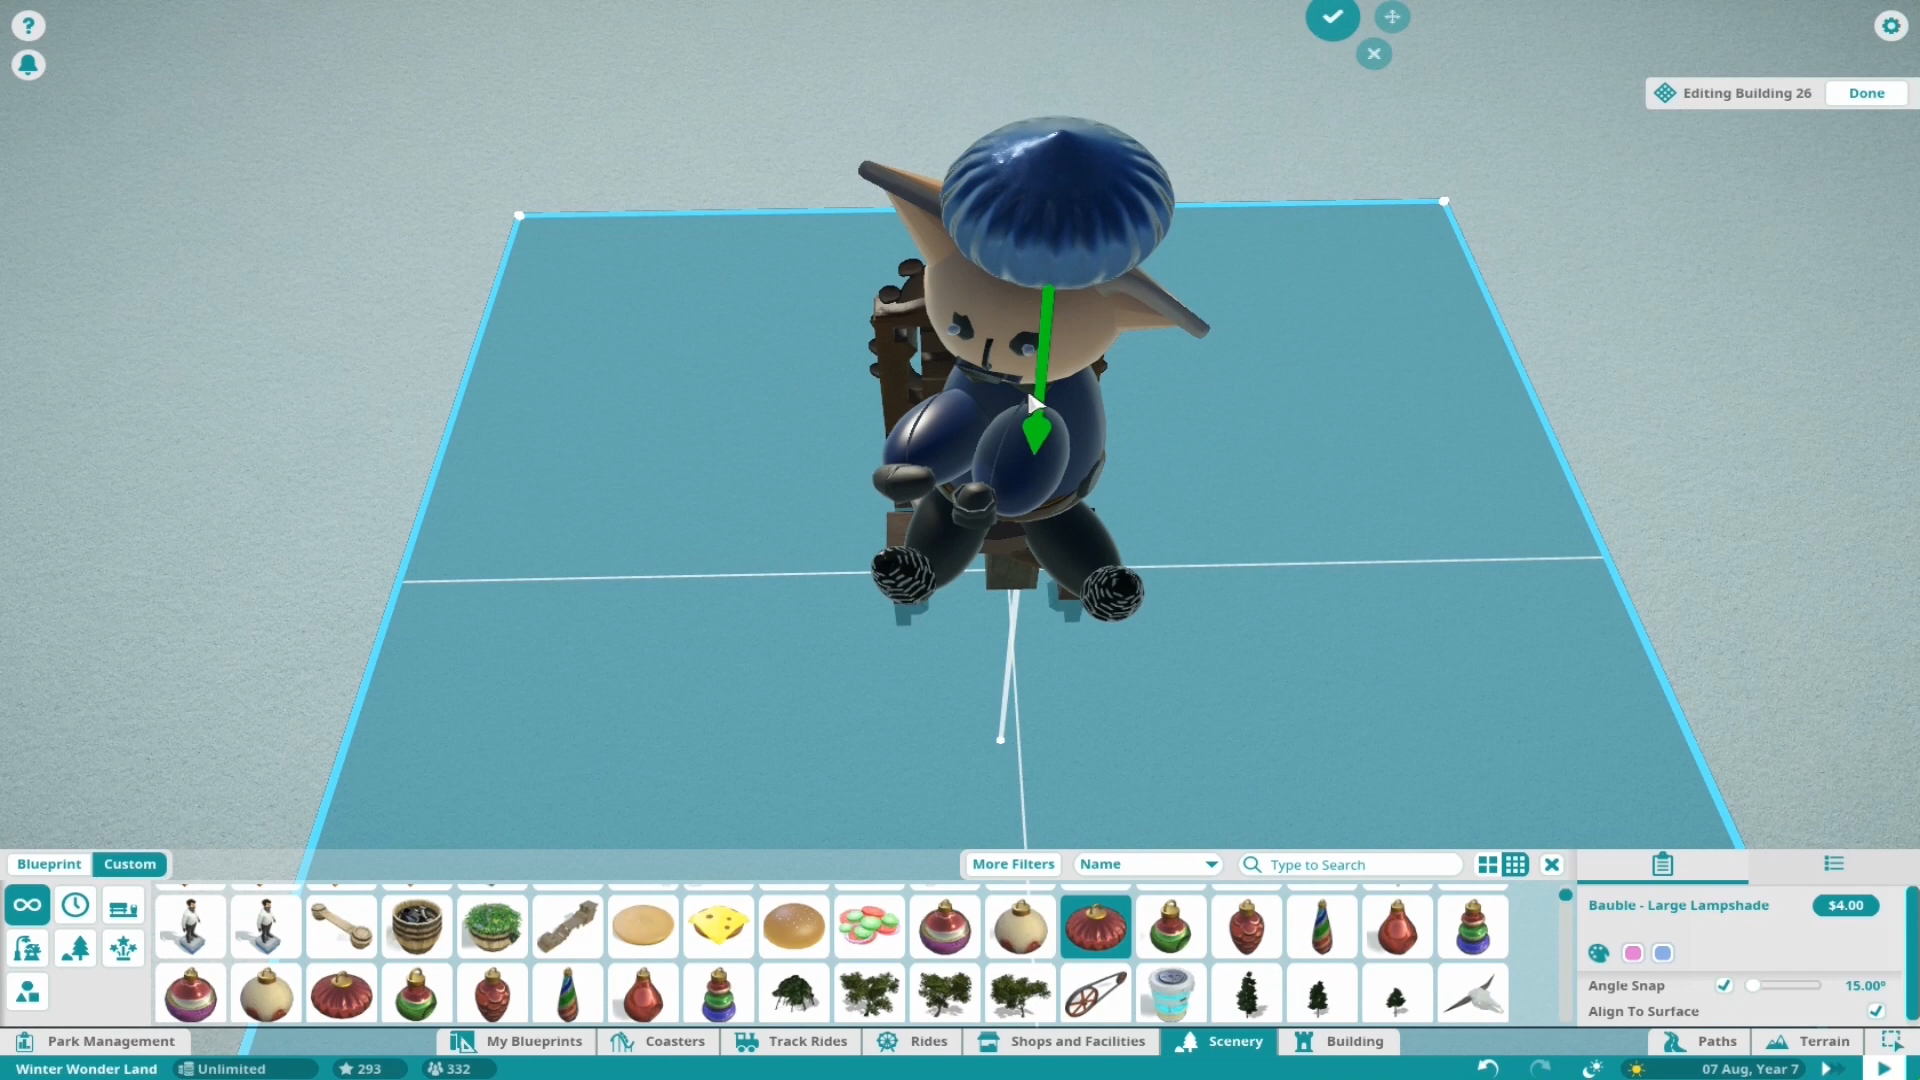 ?
Editing Building 26
Done
Blueprint
Custom
More Filters
Name
Type to Search
Bauble - Large Lampshade
$4.00
Angle Snap
15.00°
Align To Surface
Park Management
My Blueprints
Coasters
Track Rides
Rides
Shops and Facilities
Scenery
Building
Paths
Terrain
Winter Wonder Land
Unlimited
293
332
07 Aug, Year 7